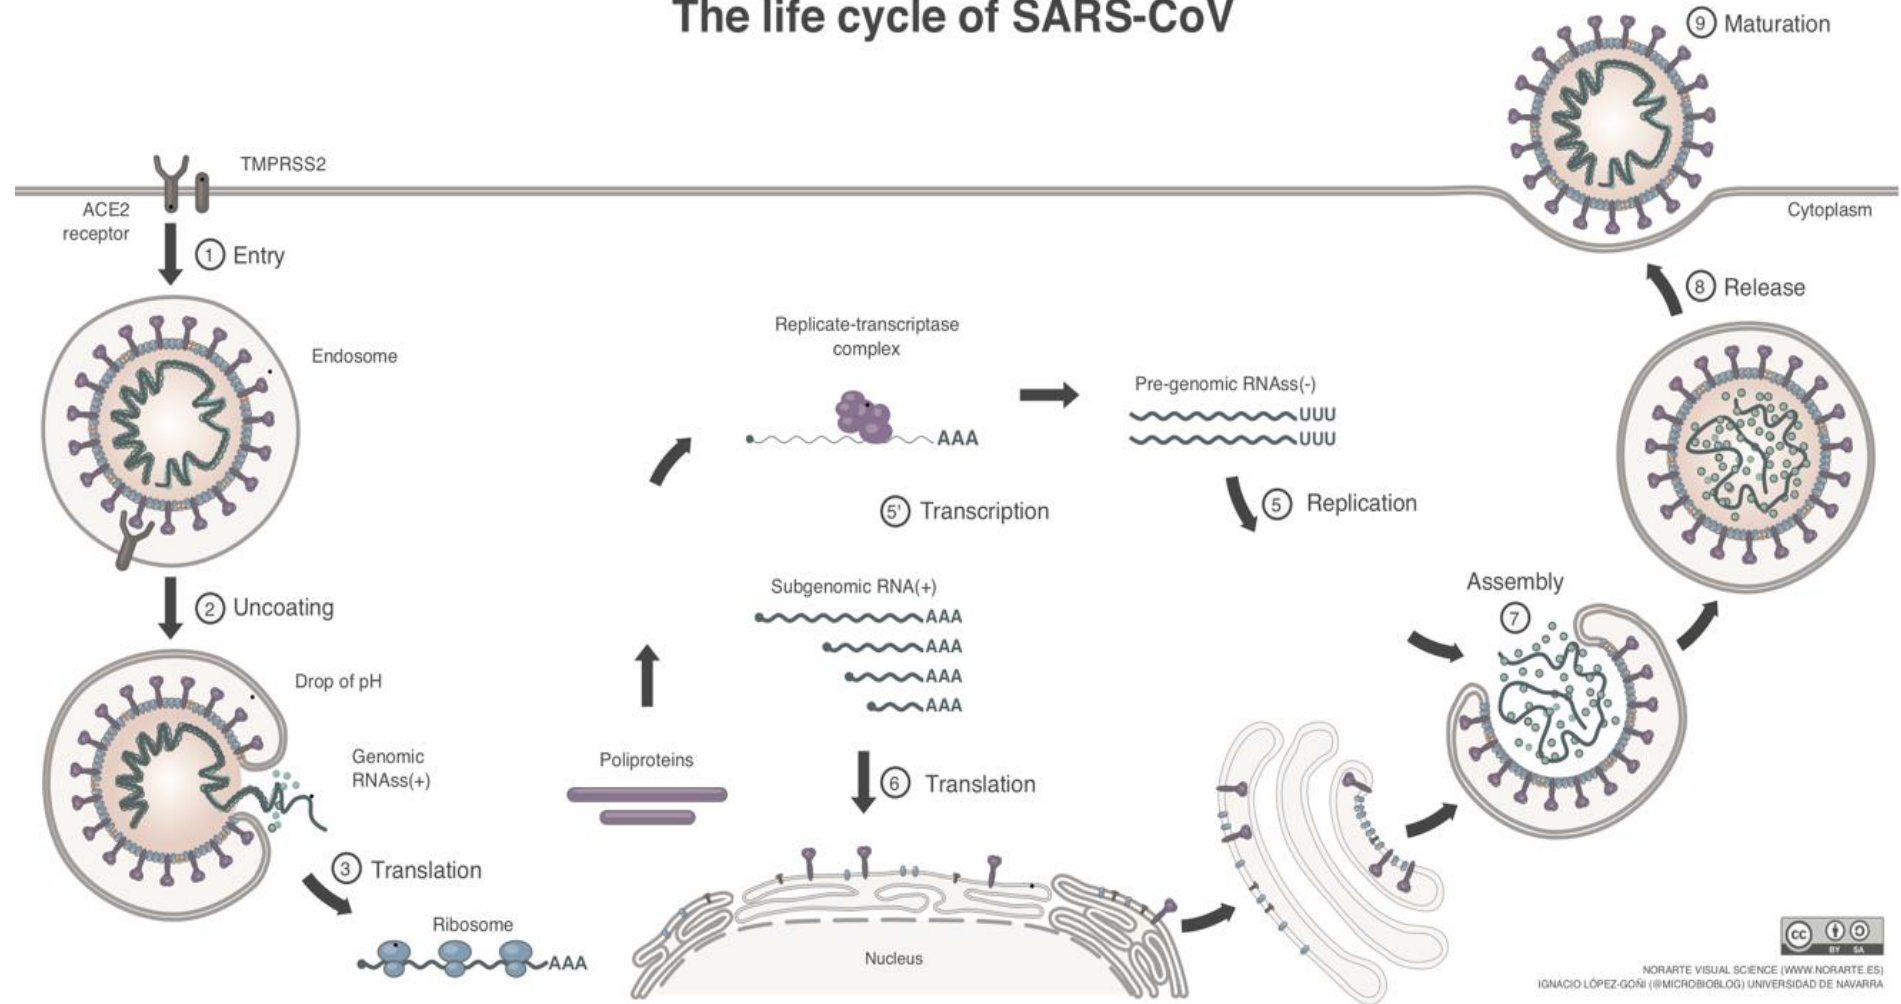 The life cycle of SARS-CoV
9 Maturation
TMPRSS2
ACE2
receptor
Cytoplasm
1 Entry
8 Release
Endosome
Replicate-transcriptase
complex
Pre-genomic RNAss(-)
UUU
UUU
AAA
5' Transcription
5 Replication
2 Uncoating
Subgenomic RNA(+)
AAA
AAA
AAA
AAA
Assembly
7
Drop of pH
Genomic
RNAss(+)
Poliproteins
6 Translation
3 Translation
Ribosome
AAA
Nucleus
cc
BY SA
NORARTE VISUAL SCIENCE (WWW.NORARTE.ES)
IGNACIO LÓPEZ-GOÑI (@MICROBIOBLOG) UNIVERSIDAD DE NAVARRA